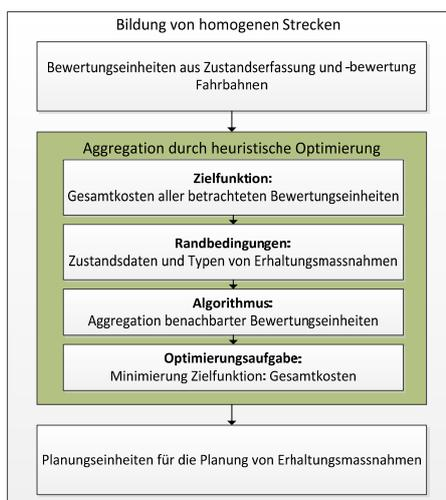 Bildung von homogenen Strecken
Bewertungseinheiten aus Zustandserfassung und -bewertung
Fahrbahnen
Aggregation durch heuristische Optimierung
Zielfunktion:
Gesamtkosten aller betrachteten Bewertungseinheiten
Randbedingungen:
Zustandsdaten und Typen von Erhaltungsmassnahmen
Algorithmus:
Aggregation benachbarter Bewertungseinheiten
Optimierungsaufgabe:
Minimierung Zielfunktion: Gesamtkosten
Planungseinheiten für die Planung von Erhaltungsmassnahmen